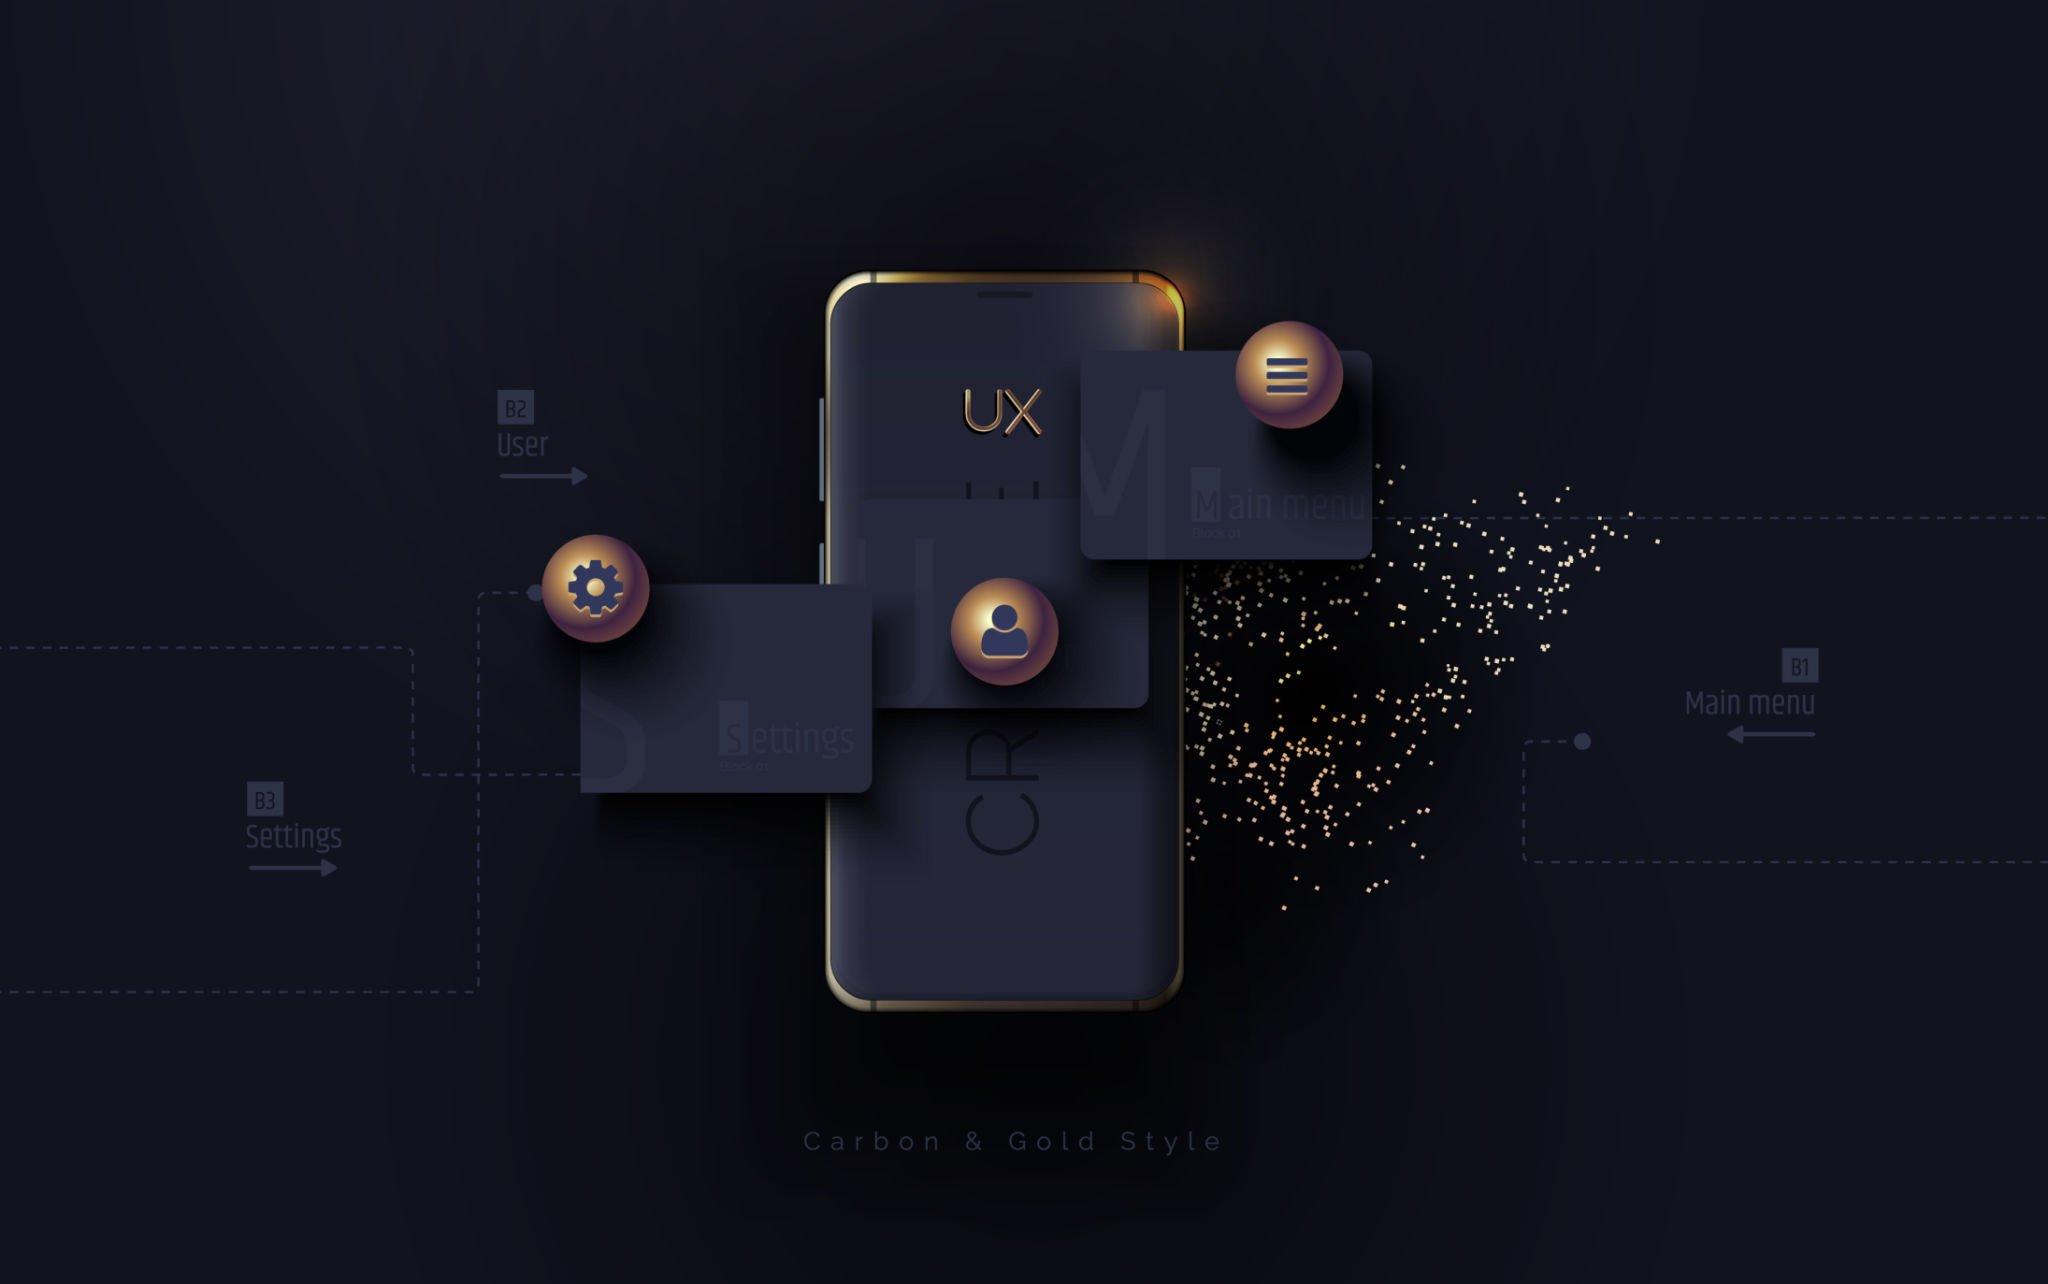 UX
B2
User
M
Main menu
Block 01
U
S
Settings
Block 01
B1
Main menu
B3
Settings
CR
E
Carbon & Gold Style